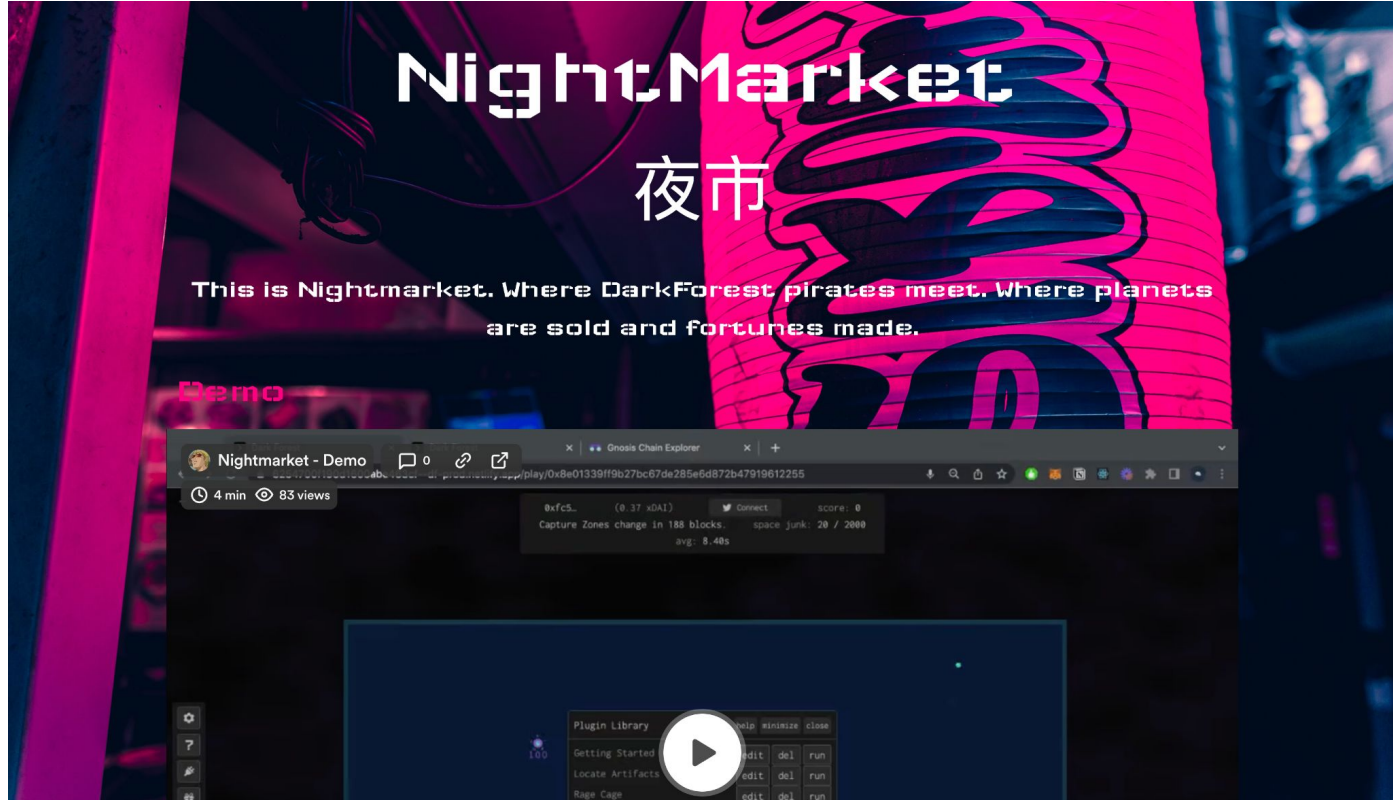 NightMarket
夜市
This is Nightmarket. Where DarkForest pirates meet. Where planets
are sold and fortunes made.
Demo
Gnosis Chain Explorer
Nightmarket - Demo 0
app/play/0x8e01339ff9b27bc67de285e6d872b47919612255
4 min 83 views
0xfc5… (0.37 xDAI) Connect score: 0
Capture Zones change in 188 blocks. space junk: 20 / 2000
avg: 8.40s
100
Plugin Library help minimize close
Getting Started edit del run
Locate Artifacts edit del run
Rage Cage edit del run